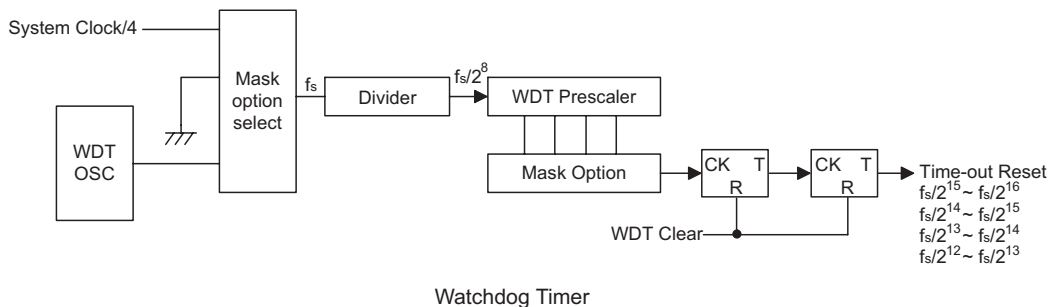 System Clock/4
Mask
option
select
WDT
OSC
fs
Divider
fs/2^8
WDT Prescaler
Mask Option
CK T
R
CK T
R
WDT Clear
Time-out Reset
fs/2^15 ~ fs/2^16
fs/2^14 ~ fs/2^15
fs/2^13 ~ fs/2^14
fs/2^12 ~ fs/2^13
Watchdog Timer